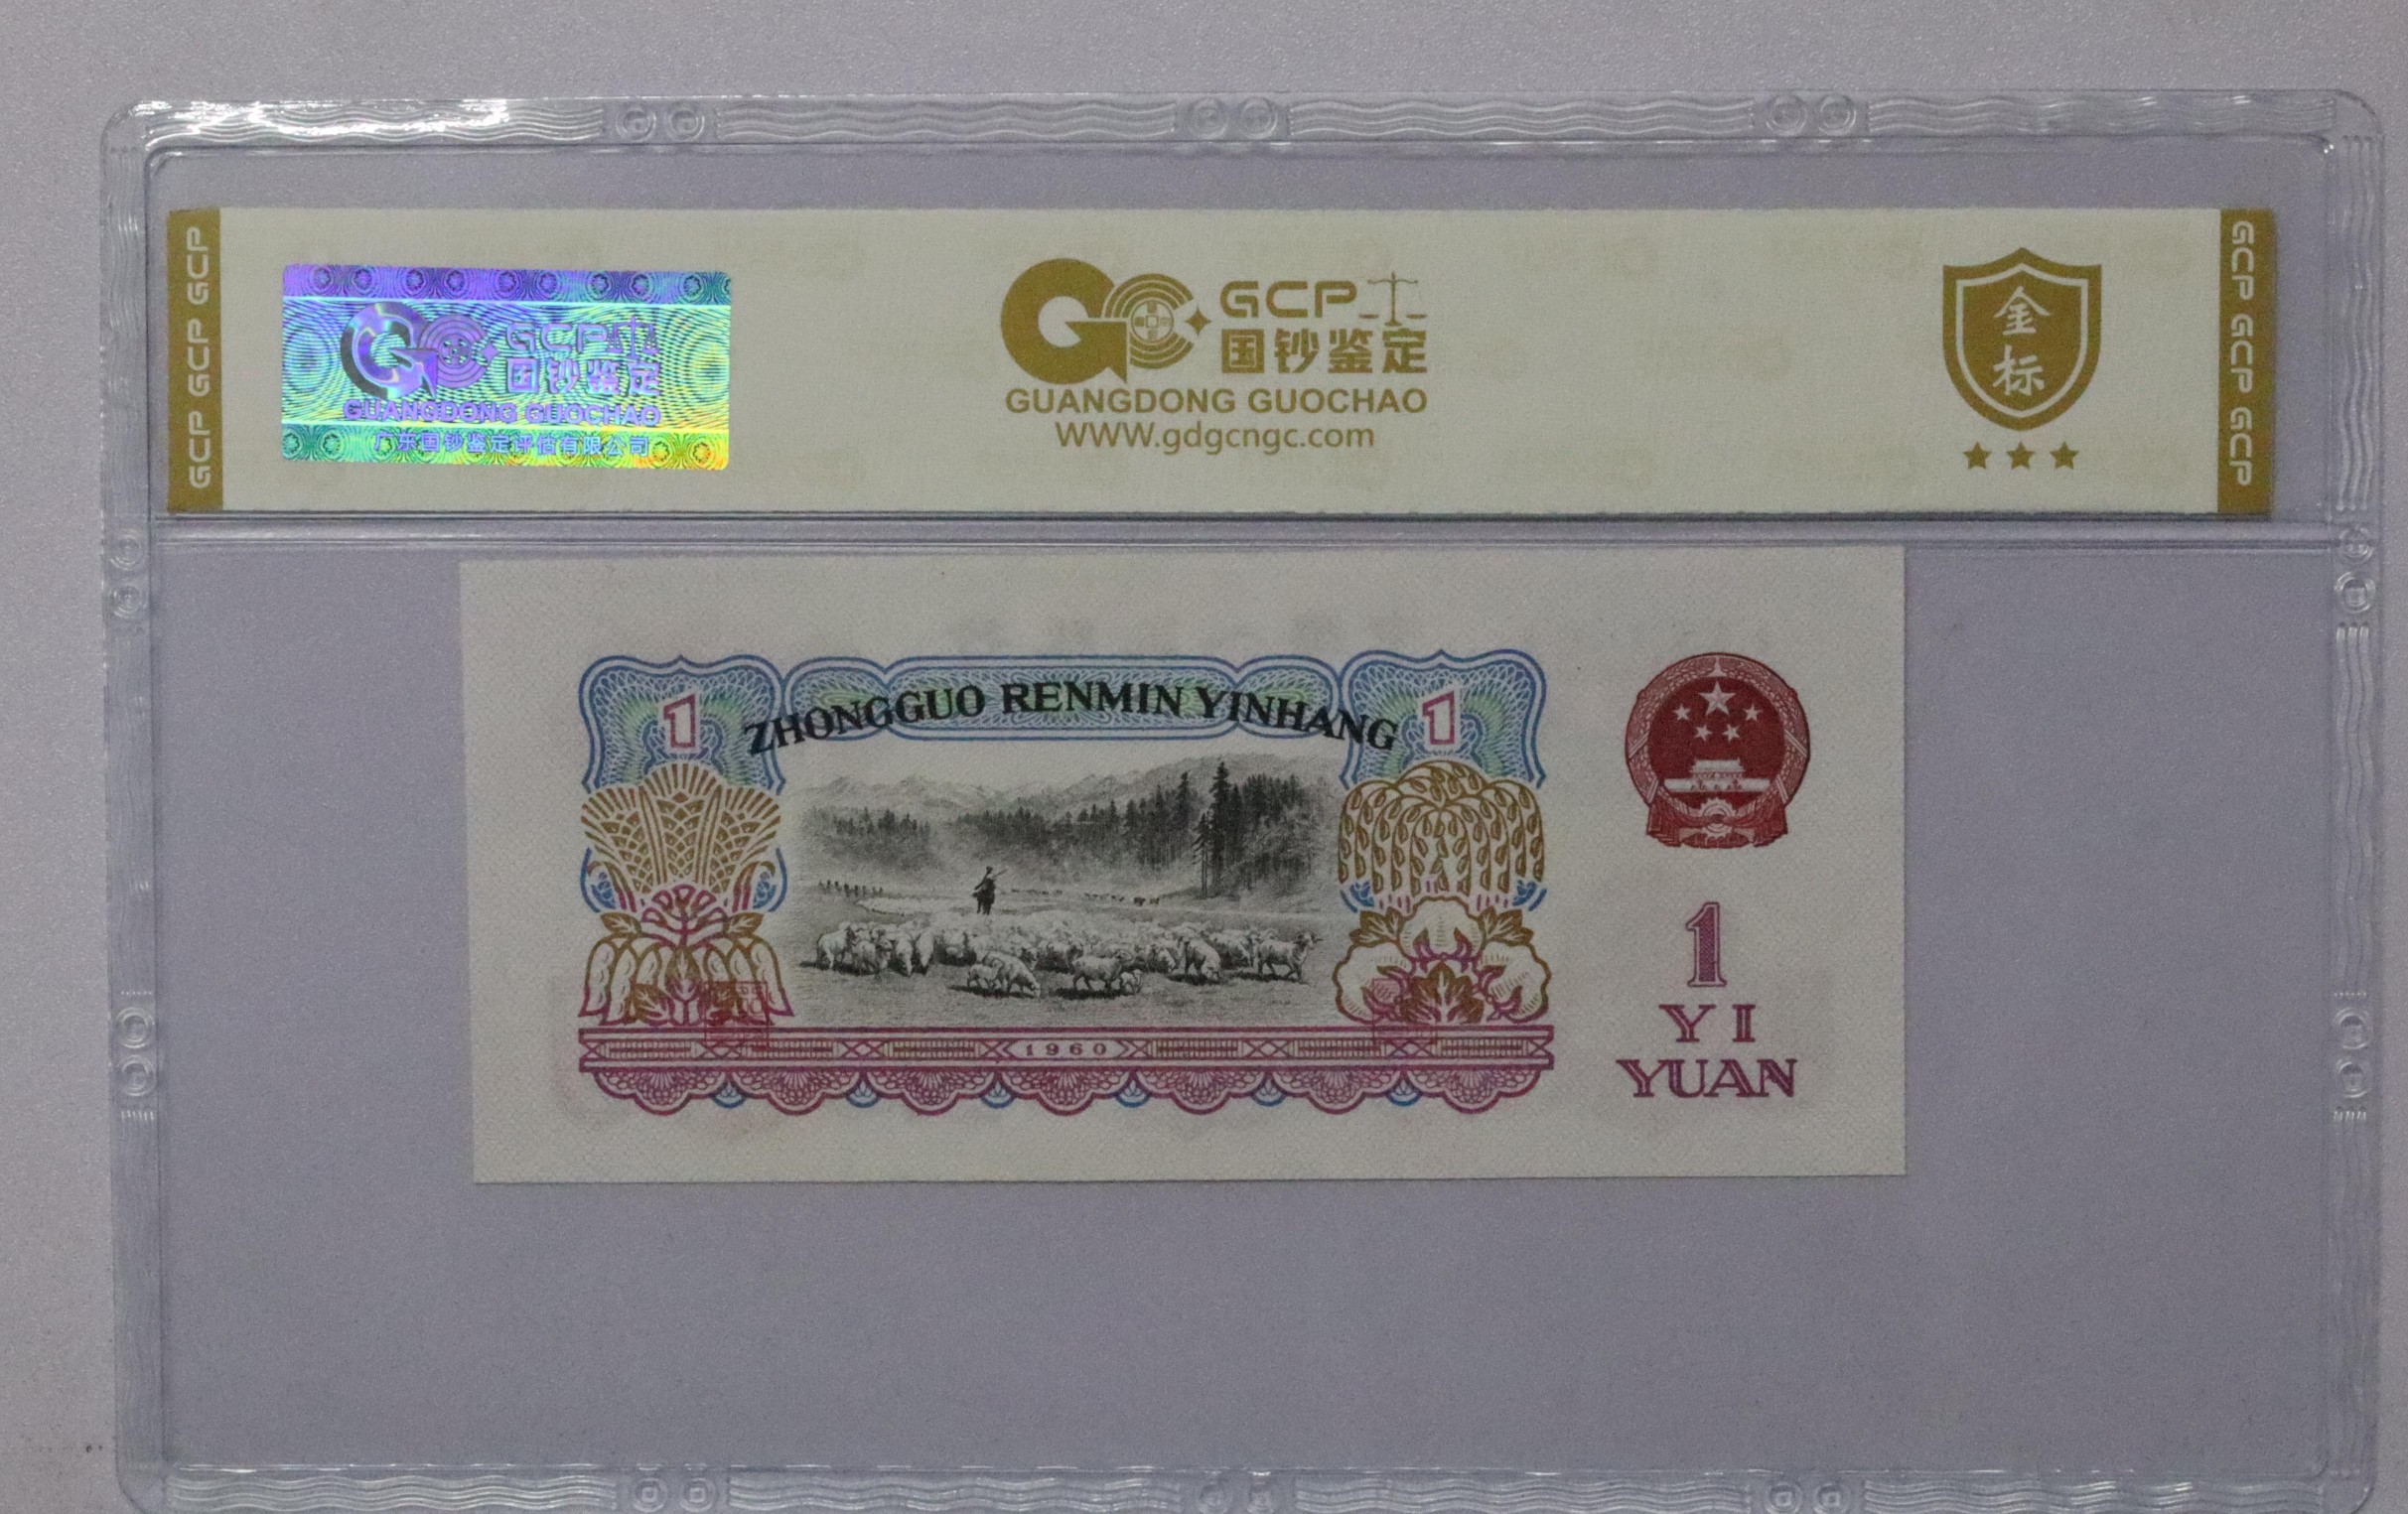 GCP GCP GCP
GCP
国钞鉴定
GUANGDONG GUOCHAO
广东国钞鉴定评估有限公司
GCP
国钞鉴定
GUANGDONG GUOCHAO
WWW.gdgcngc.com
金
标
GCP GCP GCP
1
ZHONGGUO RENMIN YINHANG
1
1960
1
YI
YUAN